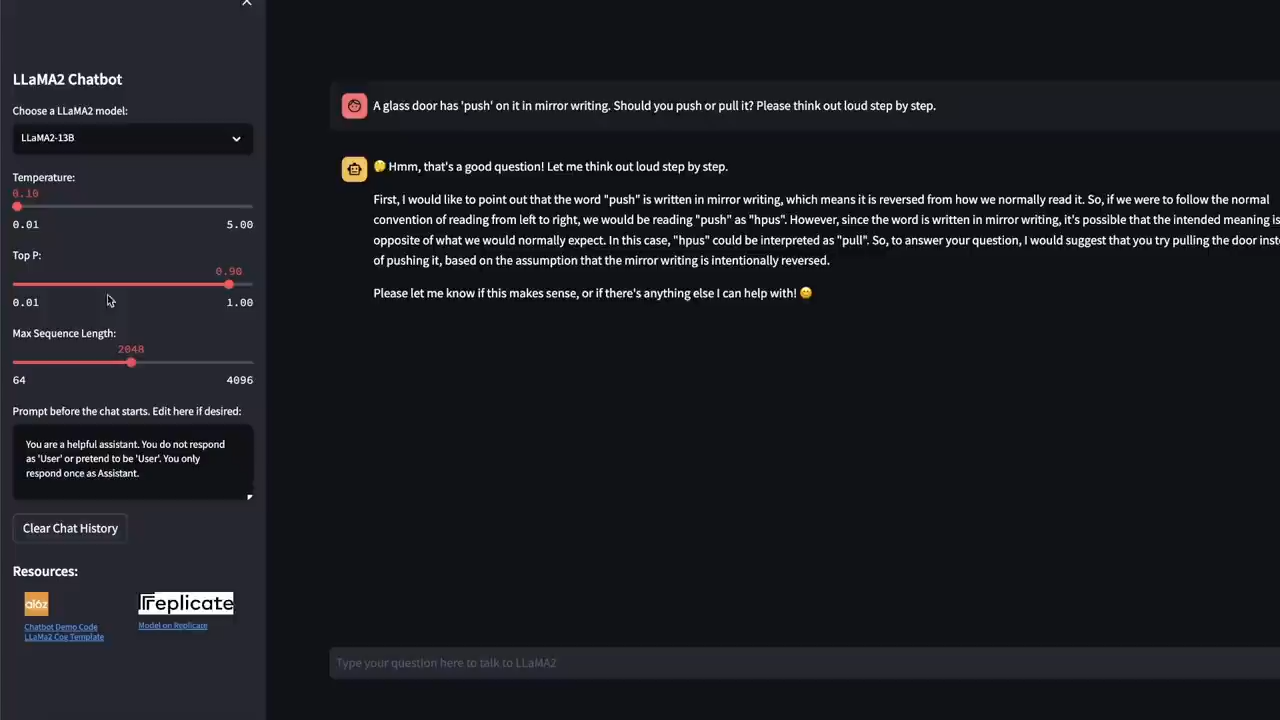 LLaMA2 Chatbot
Choose a LLaMA2 model:
LLaMA2-13B
Temperature:
0.10
0.01 5.00
Top P:
0.90
0.01 1.00
Max Sequence Length:
2048
64 4096
Prompt before the chat starts. Edit here if desired:
You are a helpful assistant. You do not respond
as 'User' or pretend to be 'User'. You only
respond once as Assistant.
Clear Chat History
Resources:
a16z
Chatbot Demo Code
LLaMa2 Cog Template
replicate
Model on Replicate
A glass door has 'push' on it in mirror writing. Should you push or pull it? Please think out loud step by step.
Hmm, that's a good question! Let me think out loud step by step.
First, I would like to point out that the word "push" is written in mirror writing, which means it is reversed from how we normally read it. So, if we were to follow the normal
convention of reading from left to right, we would be reading "push" as "hpus". However, since the word is written in mirror writing, it's possible that the intended meaning is
opposite of what we would normally expect. In this case, "hpus" could be interpreted as "pull". So, to answer your question, I would suggest that you try pulling the door inst
of pushing it, based on the assumption that the mirror writing is intentionally reversed.
Please let me know if this makes sense, or if there's anything else I can help with!
Type your question here to talk to LLaMA2